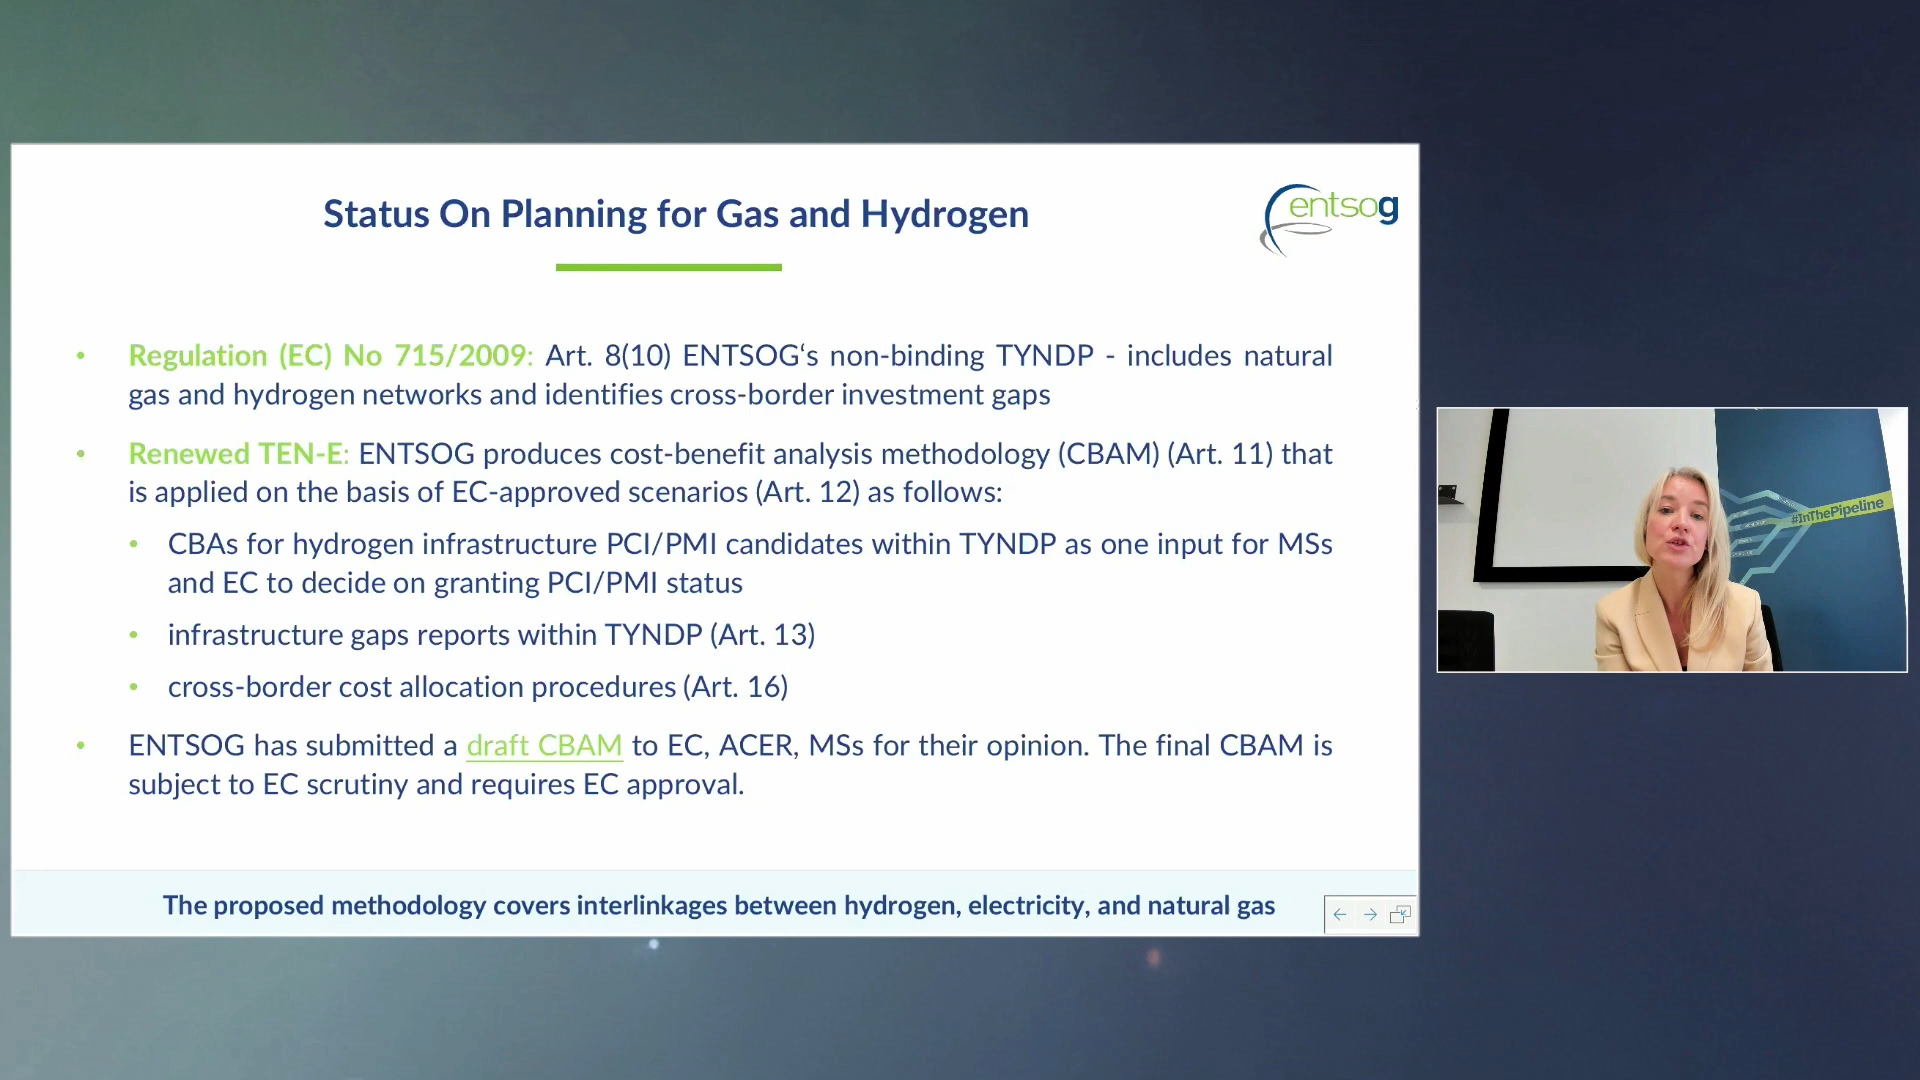 Status On Planning for Gas and Hydrogen
entsog
• Regulation (EC) No 715/2009: Art. 8(10) ENTSOG‘s non-binding TYNDP - includes natural
gas and hydrogen networks and identifies cross-border investment gaps
• Renewed TEN-E: ENTSOG produces cost-benefit analysis methodology (CBAM) (Art. 11) that
is applied on the basis of EC-approved scenarios (Art. 12) as follows:
• CBAs for hydrogen infrastructure PCI/PMI candidates within TYNDP as one input for MSs
and EC to decide on granting PCI/PMI status
• infrastructure gaps reports within TYNDP (Art. 13)
• cross-border cost allocation procedures (Art. 16)
• ENTSOG has submitted a draft CBAM to EC, ACER, MSs for their opinion. The final CBAM is
subject to EC scrutiny and requires EC approval.
The proposed methodology covers interlinkages between hydrogen, electricity, and natural gas
#InThePipeline